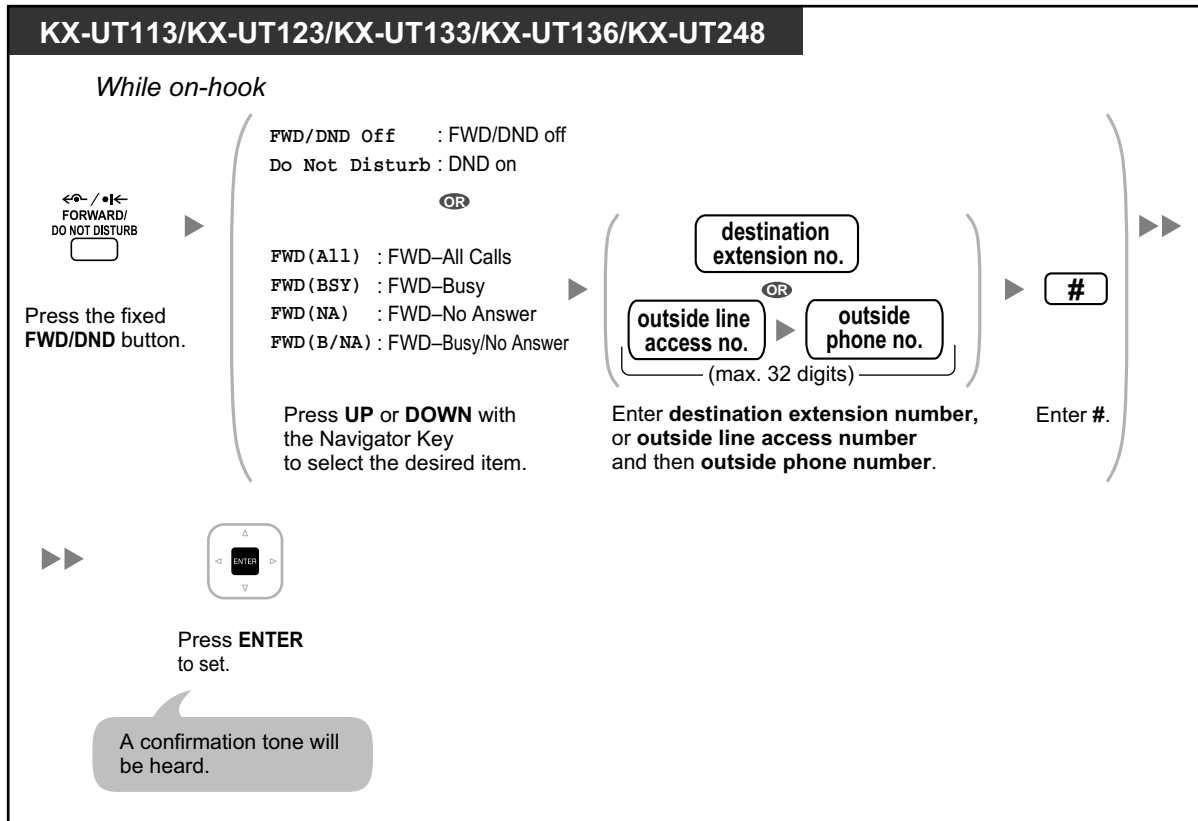 KX-UT113/KX-UT123/KX-UT133/KX-UT136/KX-UT248
While on-hook
FORWARD/
DO NOT DISTURB
Press the fixed
FWD/DND button.
FWD/DND Off : FWD/DND off
Do Not Disturb : DND on
OR
FWD(All) : FWD–All Calls
FWD(BSY) : FWD–Busy
FWD(NA) : FWD–No Answer
FWD(B/NA) : FWD–Busy/No Answer
Press UP or DOWN with
the Navigator Key
to select the desired item.
destination
extension no.
OR
outside line
access no.
outside
phone no.
(max. 32 digits)
Enter destination extension number,
or outside line access number
and then outside phone number.
#
Enter #.
ENTER
Press ENTER
to set.
A confirmation tone will
be heard.